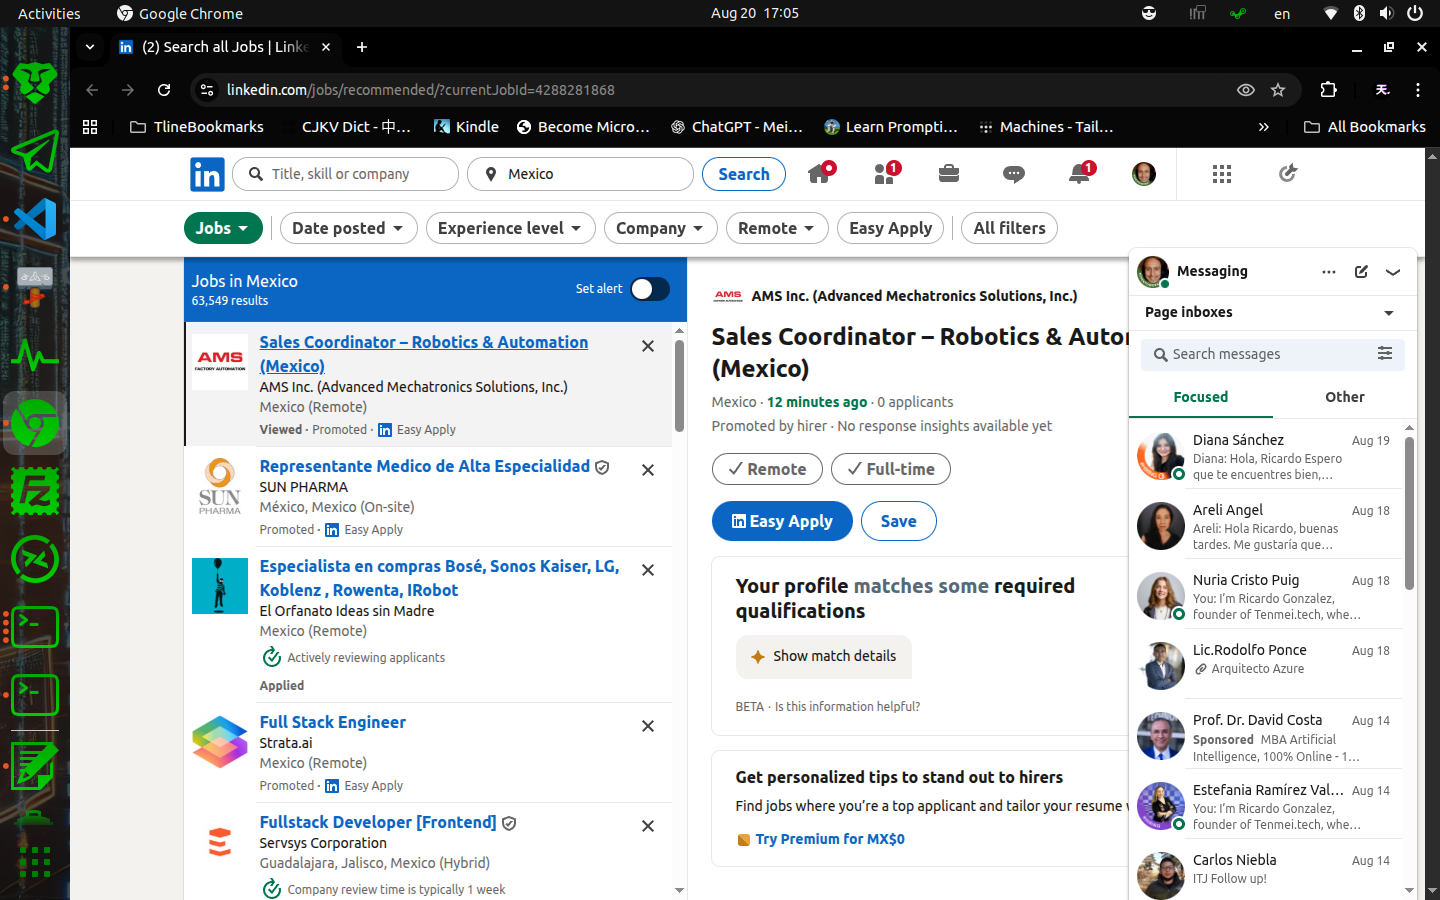 Activities
Google Chrome
Aug 20 17:05
en
(2) Search all Jobs | Linke
linkedin.com/jobs/recommended/?currentJobId=4288281868
TlineBookmarks
CJKV Dict - 中…
Kindle
Become Micro…
ChatGPT - Mei…
Learn Prompti…
Machines - Tail…
»
All Bookmarks
Title, skill or company
Mexico
Search
1
1
Jobs
Date posted
Experience level
Company
Remote
Easy Apply
All filters
Jobs in Mexico
63,549 results
Set alert
AMS
FACTORY AUTOMATION
Sales Coordinator – Robotics & Automation
(Mexico)
AMS Inc. (Advanced Mechatronics Solutions, Inc.)
Mexico (Remote)
Viewed · Promoted · Easy Apply
SUN
PHARMA
Representante Medico de Alta Especialidad
SUN PHARMA
México, Mexico (On-site)
Promoted · Easy Apply
Especialista en compras Bosé, Sonos Kaiser, LG,
Koblenz , Rowenta, IRobot
El Orfanato Ideas sin Madre
Mexico (Remote)
Actively reviewing applicants
Applied
Full Stack Engineer
Strata.ai
Mexico (Remote)
Promoted · Easy Apply
Fullstack Developer [Frontend]
Servsys Corporation
Guadalajara, Jalisco, Mexico (Hybrid)
Company review time is typically 1 week
AMS
AMS Inc. (Advanced Mechatronics Solutions, Inc.)
Sales Coordinator – Robotics & Autor
(Mexico)
Mexico · 12 minutes ago · 0 applicants
Promoted by hirer · No response insights available yet
Remote
Full-time
Easy Apply
Save
Your profile matches some required
qualifications
Show match details
BETA · Is this information helpful?
Get personalized tips to stand out to hirers
Find jobs where you're a top applicant and tailor your resume
Try Premium for MX$0
Messaging
Page inboxes
Search messages
Focused
Other
Diana Sánchez
Aug 19
Diana: Hola, Ricardo Espero
que te encuentres bien,…
Areli Angel
Aug 18
Areli: Hola Ricardo, buenas
tardes. Me gustaría que…
Nuria Cristo Puig
Aug 18
You: I'm Ricardo Gonzalez,
founder of Tenmei.tech, whe…
Lic.Rodolfo Ponce
Aug 18
Arquitecto Azure
Prof. Dr. David Costa
Aug 14
Sponsored MBA Artificial
Intelligence, 100% Online - 1…
Estefania Ramírez Val…
Aug 14
You: I'm Ricardo Gonzalez,
founder of Tenmei.tech, whe…
Carlos Niebla
Aug 14
ITJ Follow up!